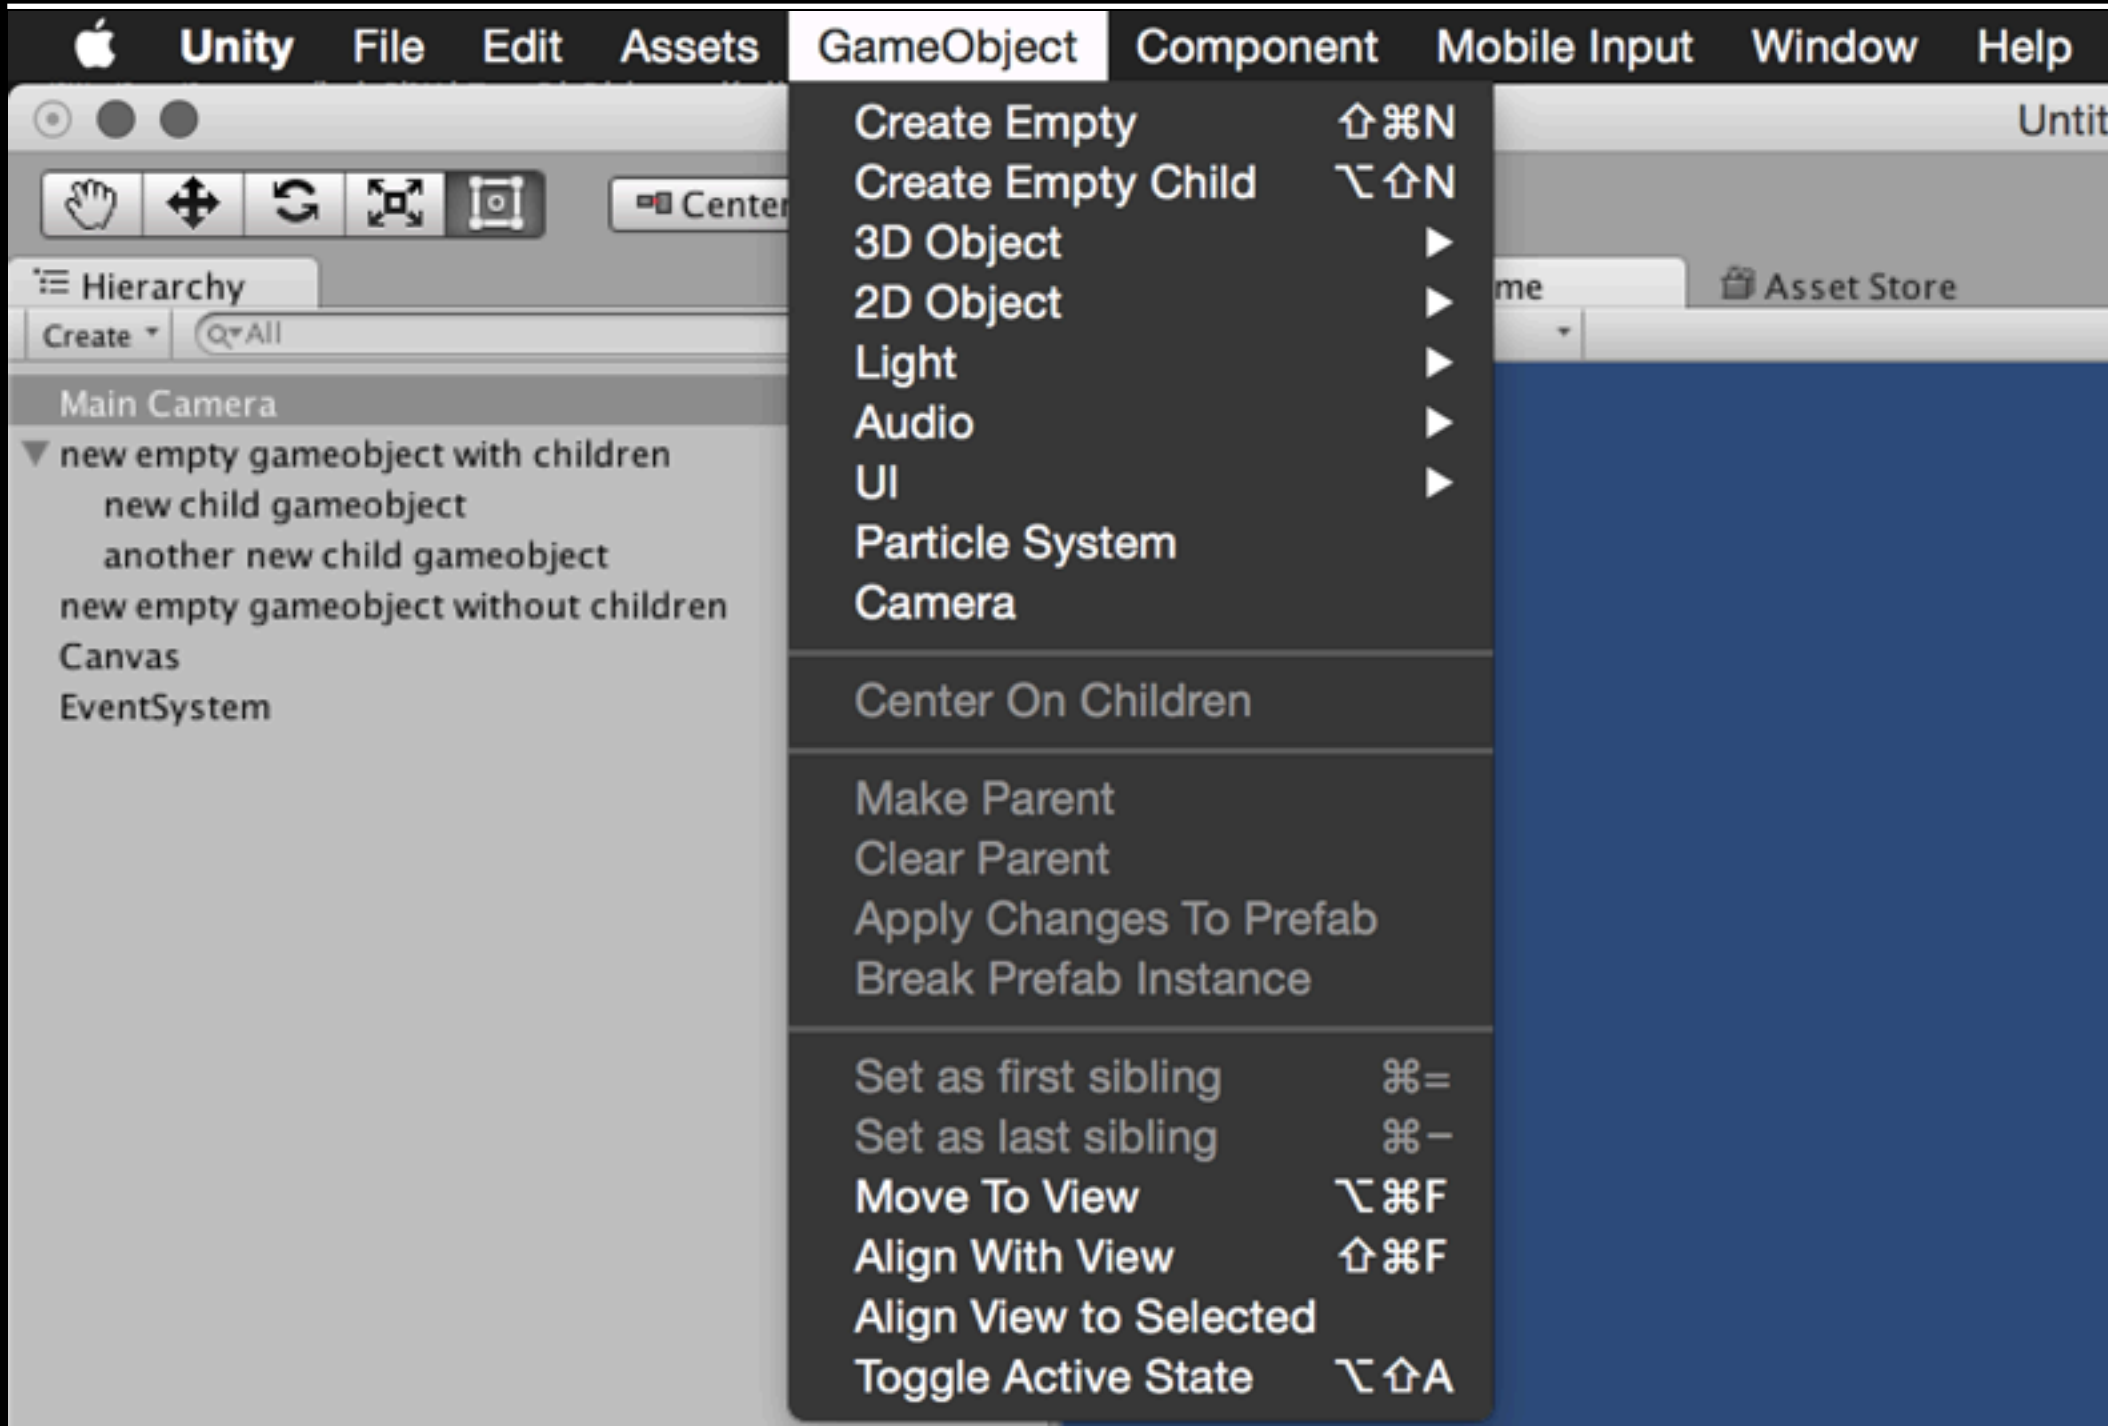 Unity File Edit Assets GameObject Component Mobile Input Window Help
Create Empty ⇧⌘N
Create Empty Child ⌥⇧N
3D Object ▶
2D Object ▶
Light ▶
Audio ▶
UI ▶
Particle System
Camera
Center On Children
Make Parent
Clear Parent
Apply Changes To Prefab
Break Prefab Instance
Set as first sibling ⌘=
Set as last sibling ⌘−
Move To View ⌥⌘F
Align With View ⇧⌘F
Align View to Selected
Toggle Active State ⌥⇧A
Untit
Center
Hierarchy
Create All
Main Camera
new empty gameobject with children
new child gameobject
another new child gameobject
new empty gameobject without children
Canvas
EventSystem
me
Asset Store